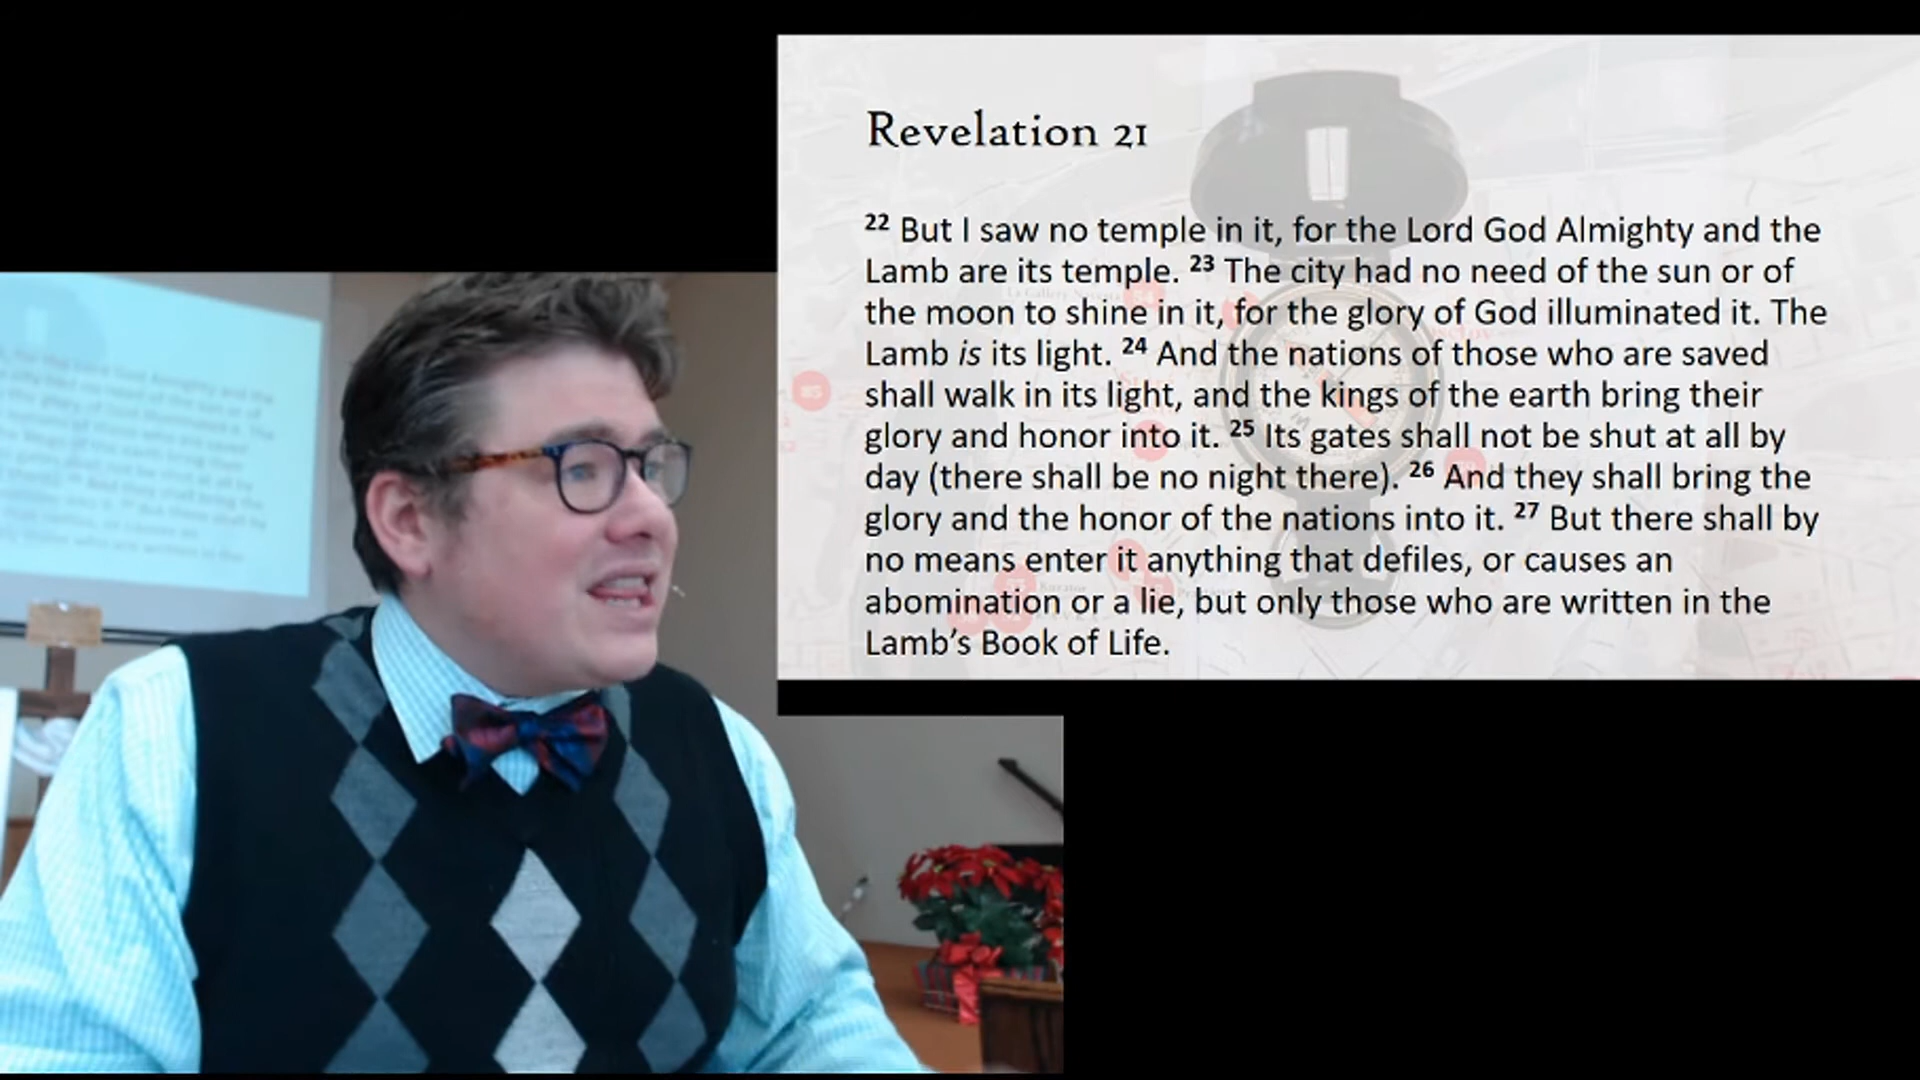 Revelation 21
22 But I saw no temple in it, for the Lord God Almighty and the
Lamb are its temple. 23 The city had no need of the sun or of
the moon to shine in it, for the glory of God illuminated it. The
Lamb is its light. 24 And the nations of those who are saved
shall walk in its light, and the kings of the earth bring their
glory and honor into it. 25 Its gates shall not be shut at all by
day (there shall be no night there). 26 And they shall bring the
glory and the honor of the nations into it. 27 But there shall by
no means enter it anything that defiles, or causes an
abomination or a lie, but only those who are written in the
Lamb's Book of Life.